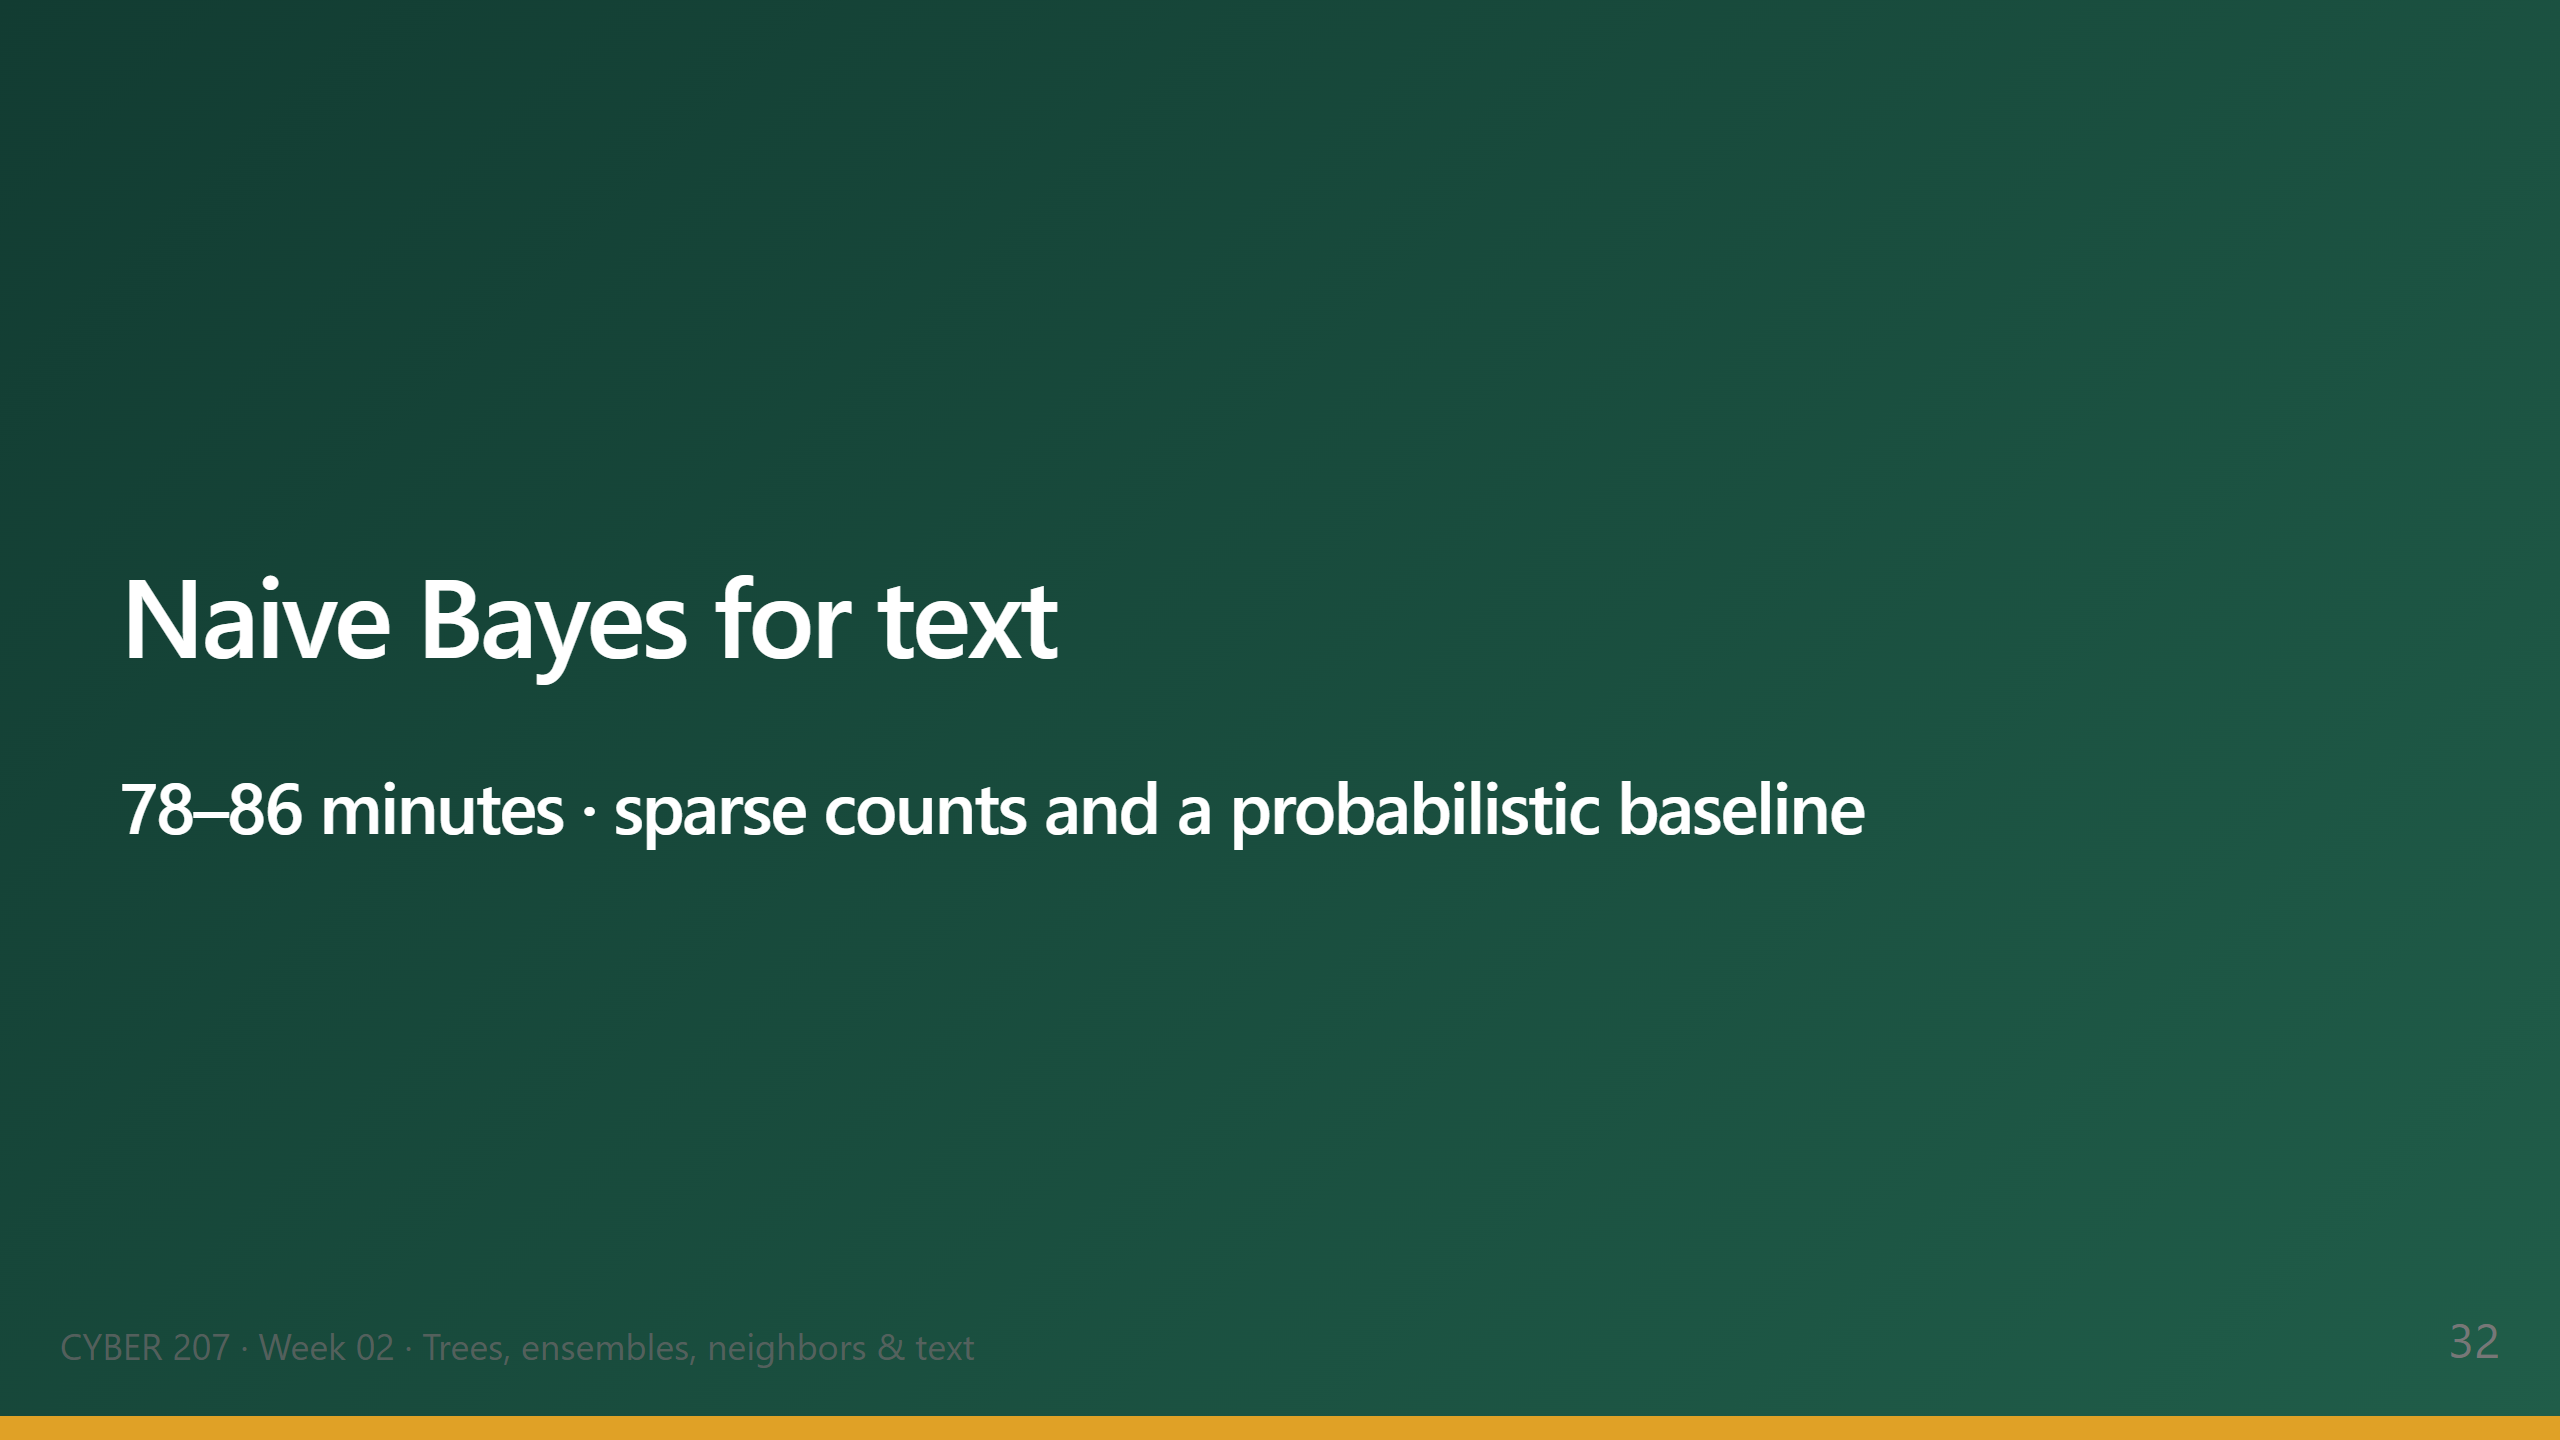 Naive Bayes for text
78–86 minutes · sparse counts and a probabilistic baseline
CYBER 207 · Week 02 · Trees, ensembles, neighbors & text
32